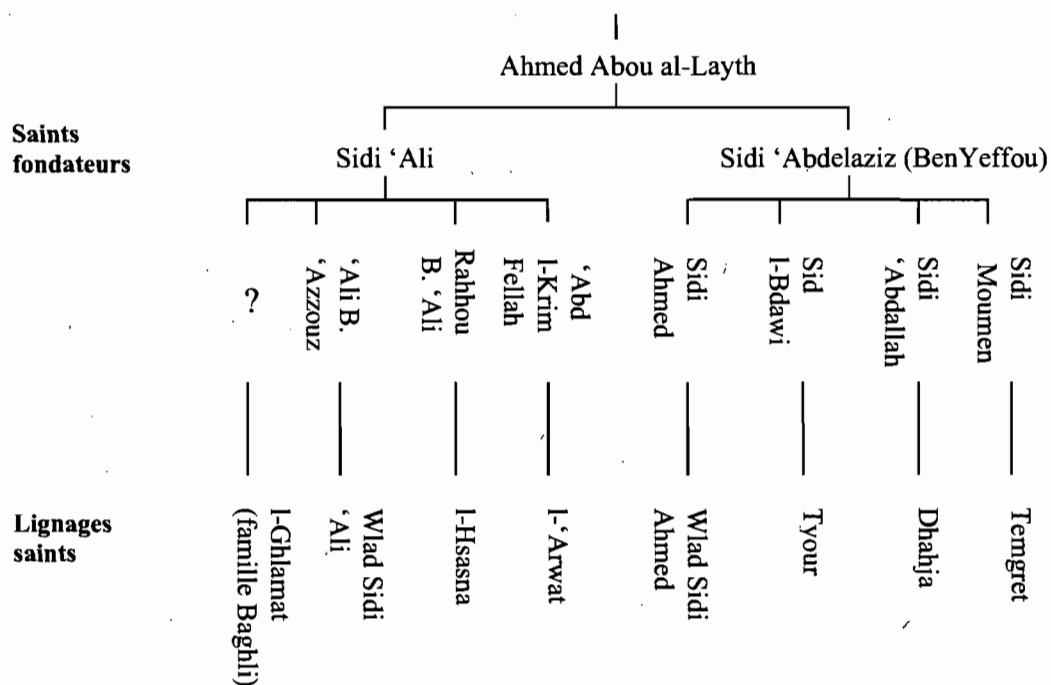 Ahmed Abou al-Layth
Saints
fondateurs
Sidi ‘Ali
Sidi ‘Abdelaziz (BenYeffou)
?
‘Ali B.
‘Azzouz
Rahhou
B. ‘Ali
‘Abd
l-Krim
Fellah
Sidi
Ahmed
Sid
l-Bdawi
Sidi
‘Abdallah
Sidi
Moumen
Lignages
saints
l-Ghlamat
(famille Baghli)
Wlad Sidi
‘Ali
l-Hsasna
l-‘Arwat
Wlad Sidi
Ahmed
Tyour
Dhahja
Temgret